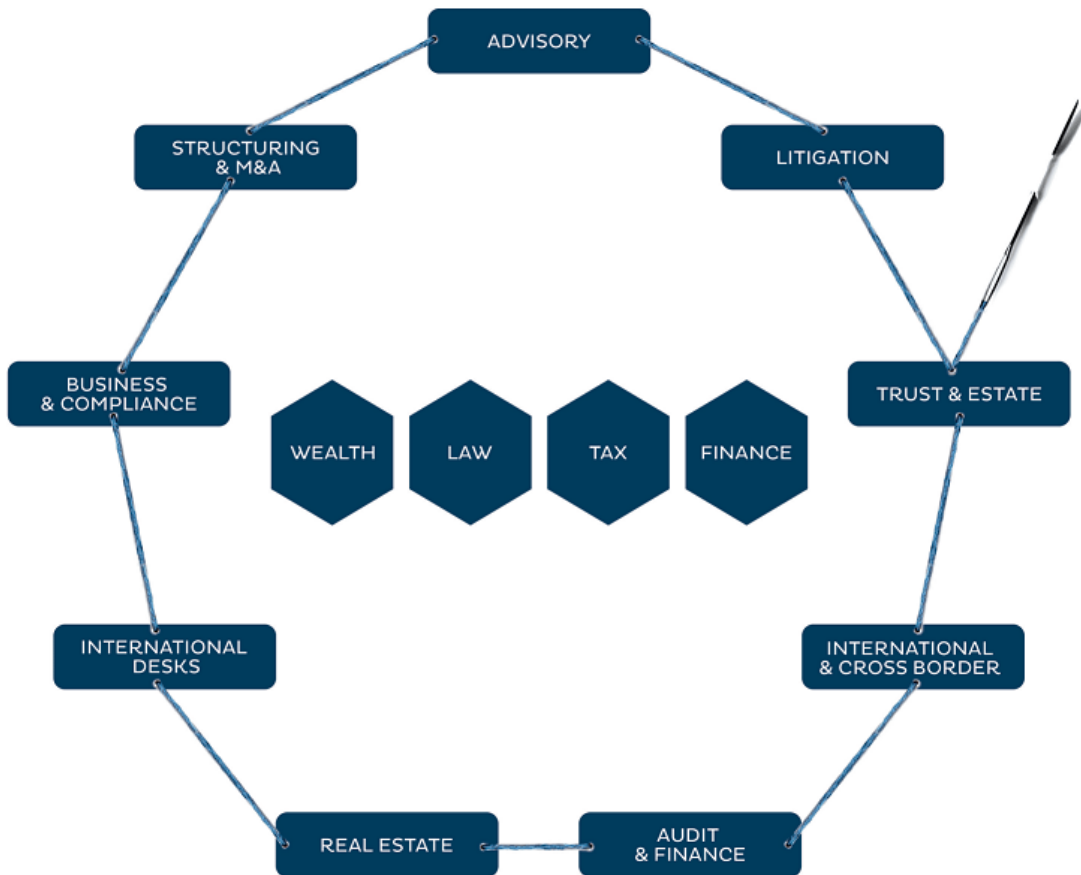 ADVISORY
STRUCTURING
& M&A
LITIGATION
BUSINESS
& COMPLIANCE
TRUST & ESTATE
WEALTH
LAW
TAX
FINANCE
INTERNATIONAL
DESKS
INTERNATIONAL
& CROSS BORDER
REAL ESTATE
AUDIT
& FINANCE